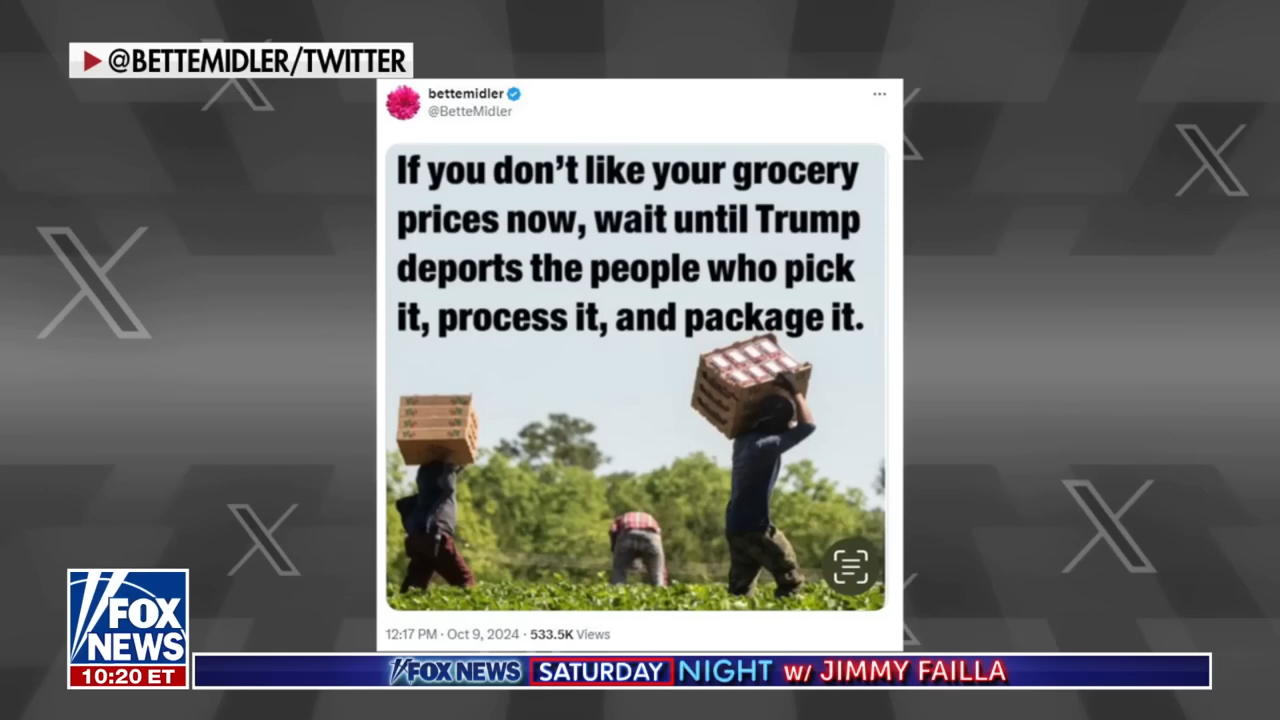 @BETTEMIDLER/TWITTER
bettemidler
@BetteMidler
If you don't like your grocery
prices now, wait until Trump
deports the people who pick
it, process it, and package it.
12:17 PM · Oct 9, 2024 · 533.5K Views
FOX
NEWS
10:20 ET
FOX NEWS SATURDAY NIGHT w/ JIMMY FAILLA